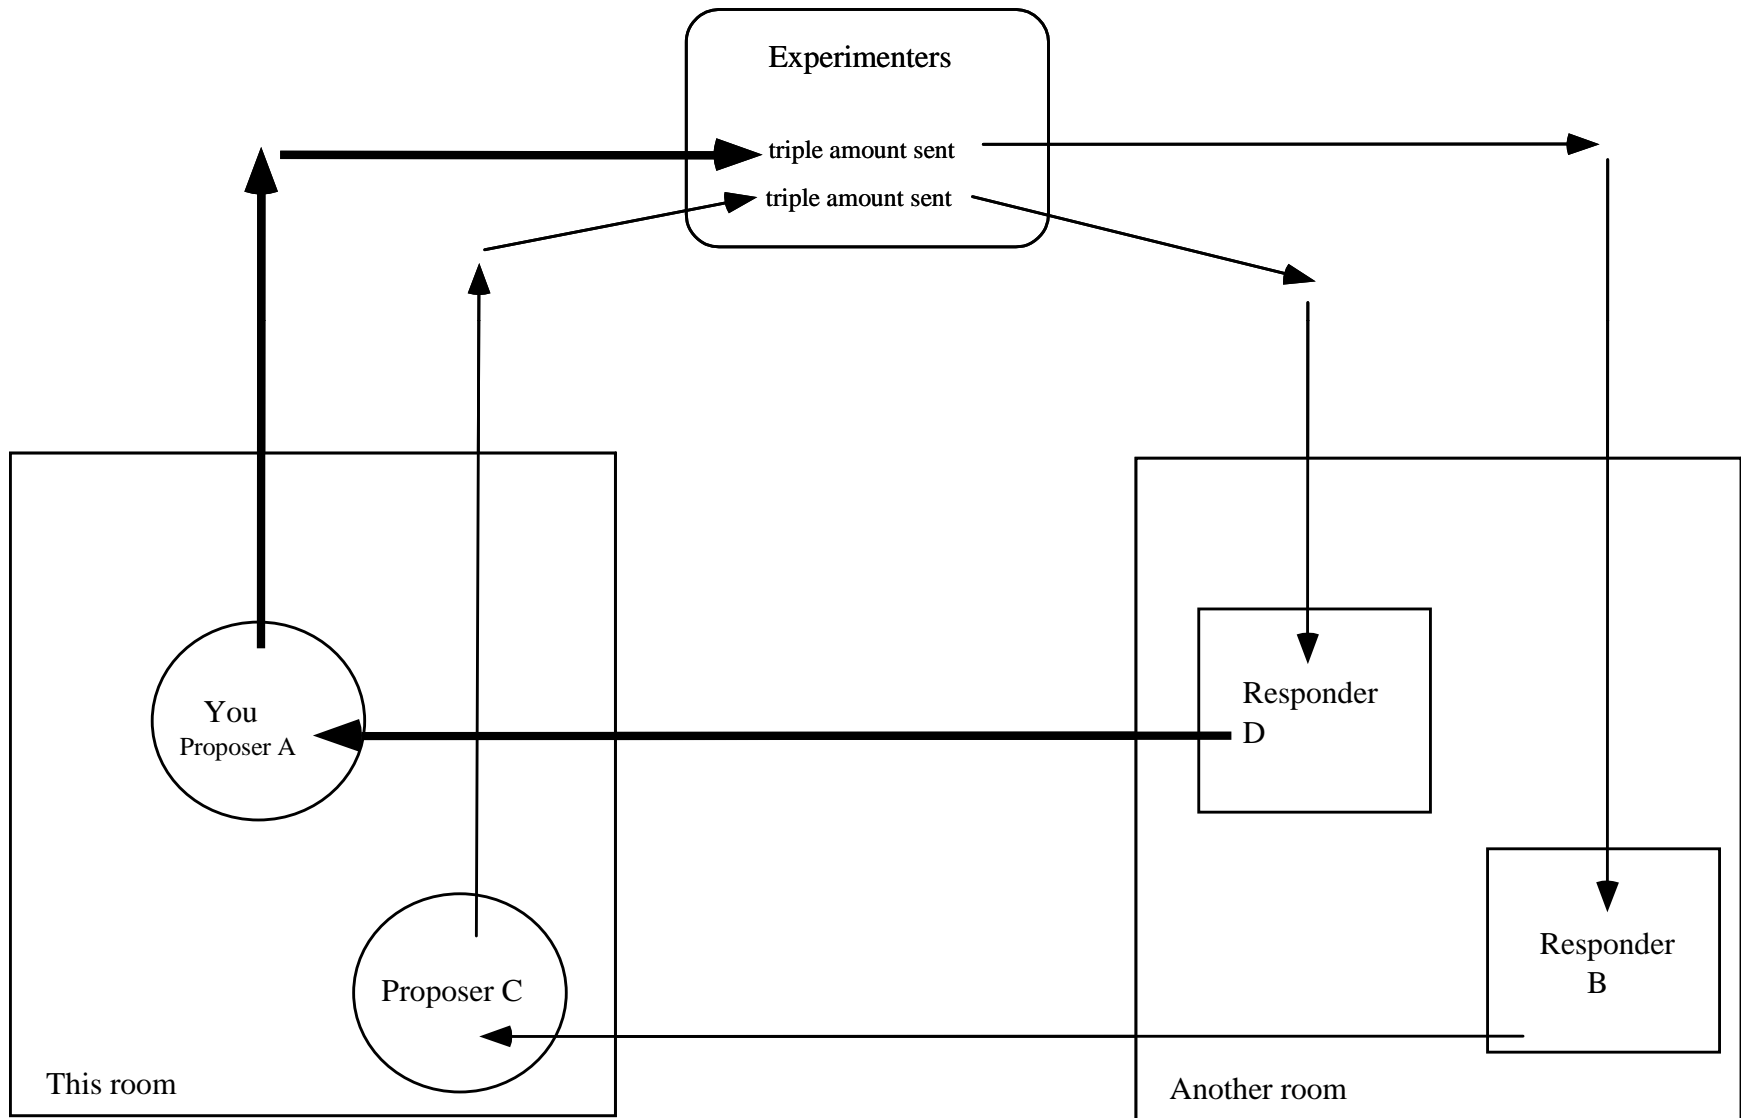 Experimenters
triple amount sent
triple amount sent
You
Proposer A
Responder
D
Proposer C
Responder
B
This room
Another room